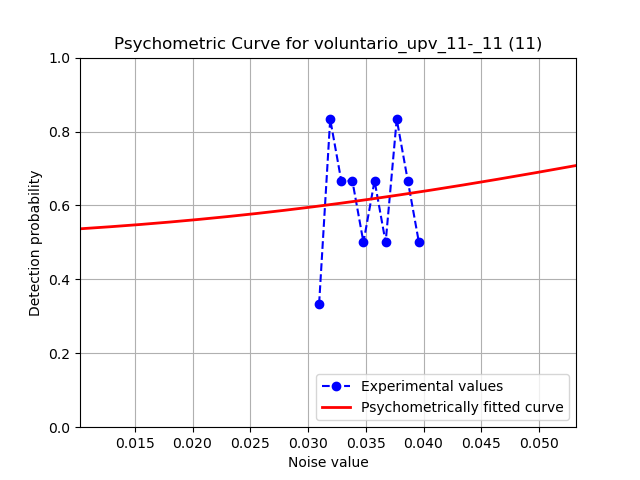 Psychometric Curve for voluntario_upv_11-_11 (11)
Detection probability
1.0
0.8
0.6
0.4
0.2
0.0
Experimental values
Psychometrically fitted curve
0.015 0.020 0.025 0.030 0.035 0.040 0.045 0.050
Noise value